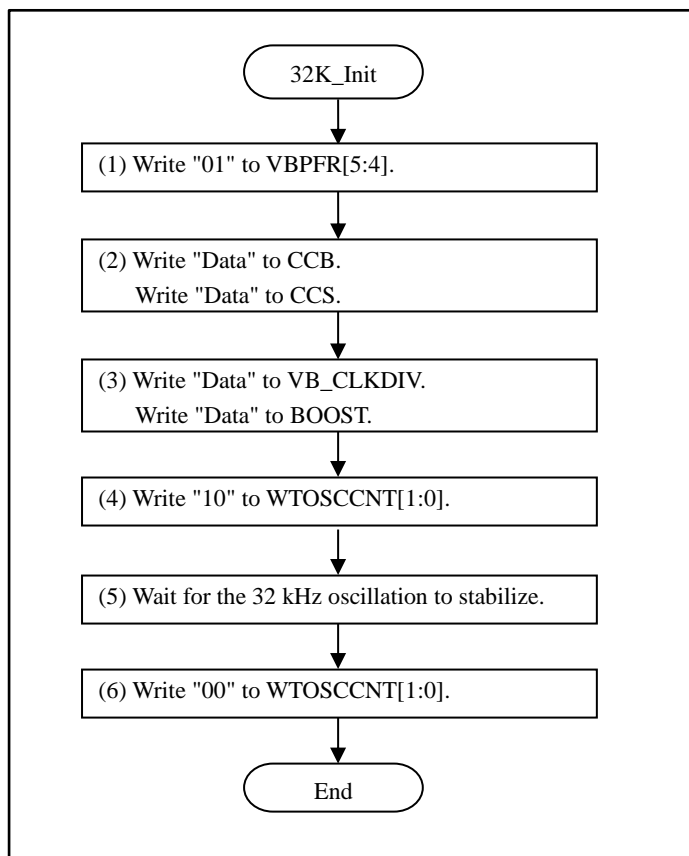 32K_Init
(1) Write "01" to VBPFR[5:4].
(2) Write "Data" to CCB.
Write "Data" to CCS.
(3) Write "Data" to VB_CLKDIV.
Write "Data" to BOOST.
(4) Write "10" to WTOSCCNT[1:0].
(5) Wait for the 32 kHz oscillation to stabilize.
(6) Write "00" to WTOSCCNT[1:0].
End